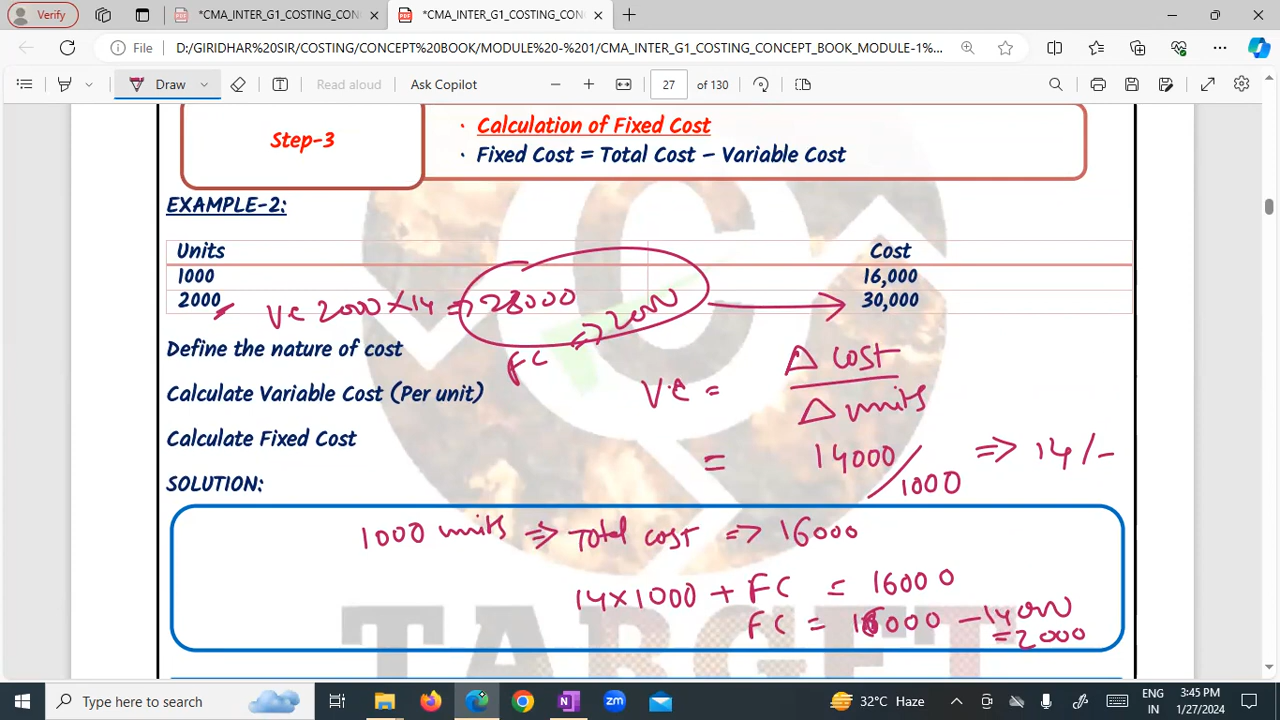 Verify
*CMA_INTER_G1_COSTING_CON
*CMA_INTER_G1_COSTING_CON
File
D:/GIRIDHAR%20SIR/COSTING/CONCEPT%20BOOK/MODULE%20-%201/CMA_INTER_G1_COSTING_CONCEPT_BOOK_MODULE-1%...
Draw
Read aloud
Ask Copilot
27 of 130
Step-3
· Calculation of Fixed Cost
· Fixed Cost = Total Cost – Variable Cost
EXAMPLE-2:
Units Cost
1000 16,000
2000 30,000
VC 2000 × 14 => 28000
FC => 2000
Define the nature of cost
Calculate Variable Cost (Per unit)
Calculate Fixed Cost
VC = Δ cost / Δ units
= 14000/1000 => 14/-
SOLUTION:
1000 units => Total cost => 16000
14×1000 + FC = 16000
FC = 16000 – 14000
= 2000
TARGET
Type here to search
32°C Haze
ENG
IN
3:45 PM
1/27/2024